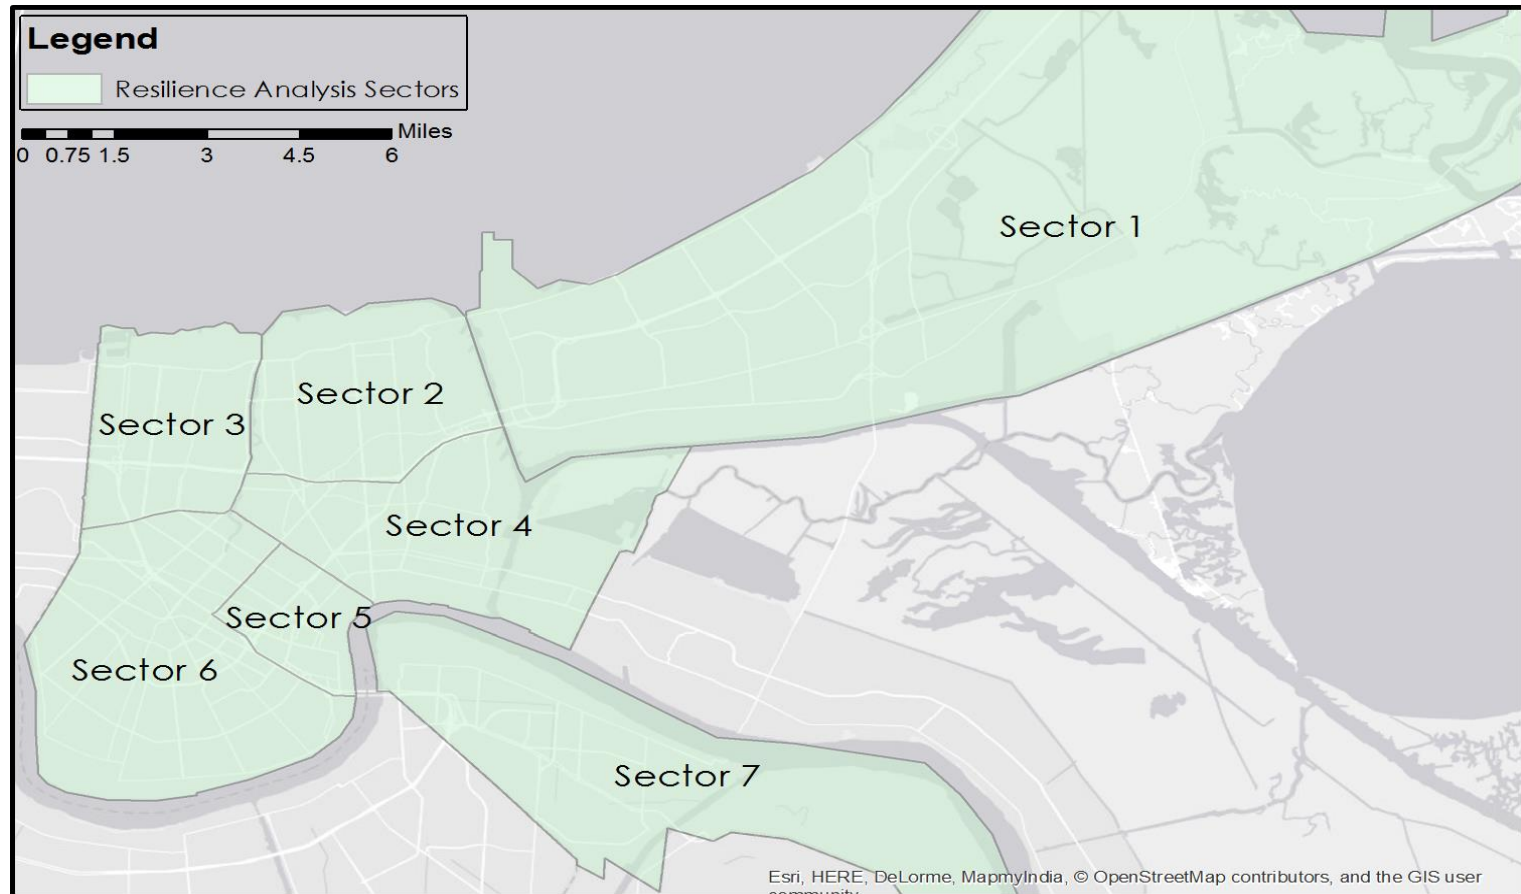 Legend
Resilience Analysis Sectors
Miles
0 0.75 1.5 3 4.5 6
Sector 1
Sector 2
Sector 3
Sector 4
Sector 5
Sector 6
Sector 7
Esri, HERE, DeLorme, MapmyIndia, © OpenStreetMap contributors, and the GIS user
community